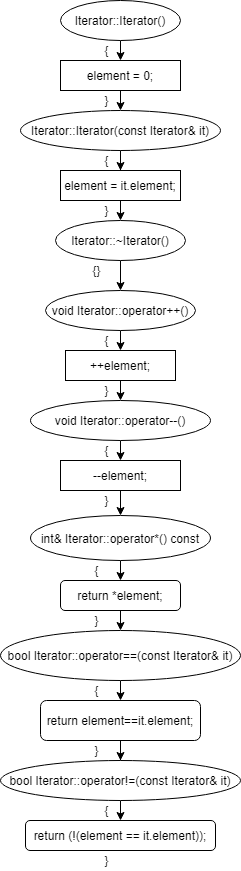 Iterator::Iterator()
{
element = 0;
}
Iterator::Iterator(const Iterator& it)
{
element = it.element;
}
Iterator::~Iterator()
{}
void Iterator::operator++()
{
++element;
}
void Iterator::operator--()
{
--element;
}
int& Iterator::operator*() const
{
return *element;
}
bool Iterator::operator==(const Iterator& it)
{
return element==it.element;
}
bool Iterator::operator!=(const Iterator& it)
{
return (!(element == it.element));
}